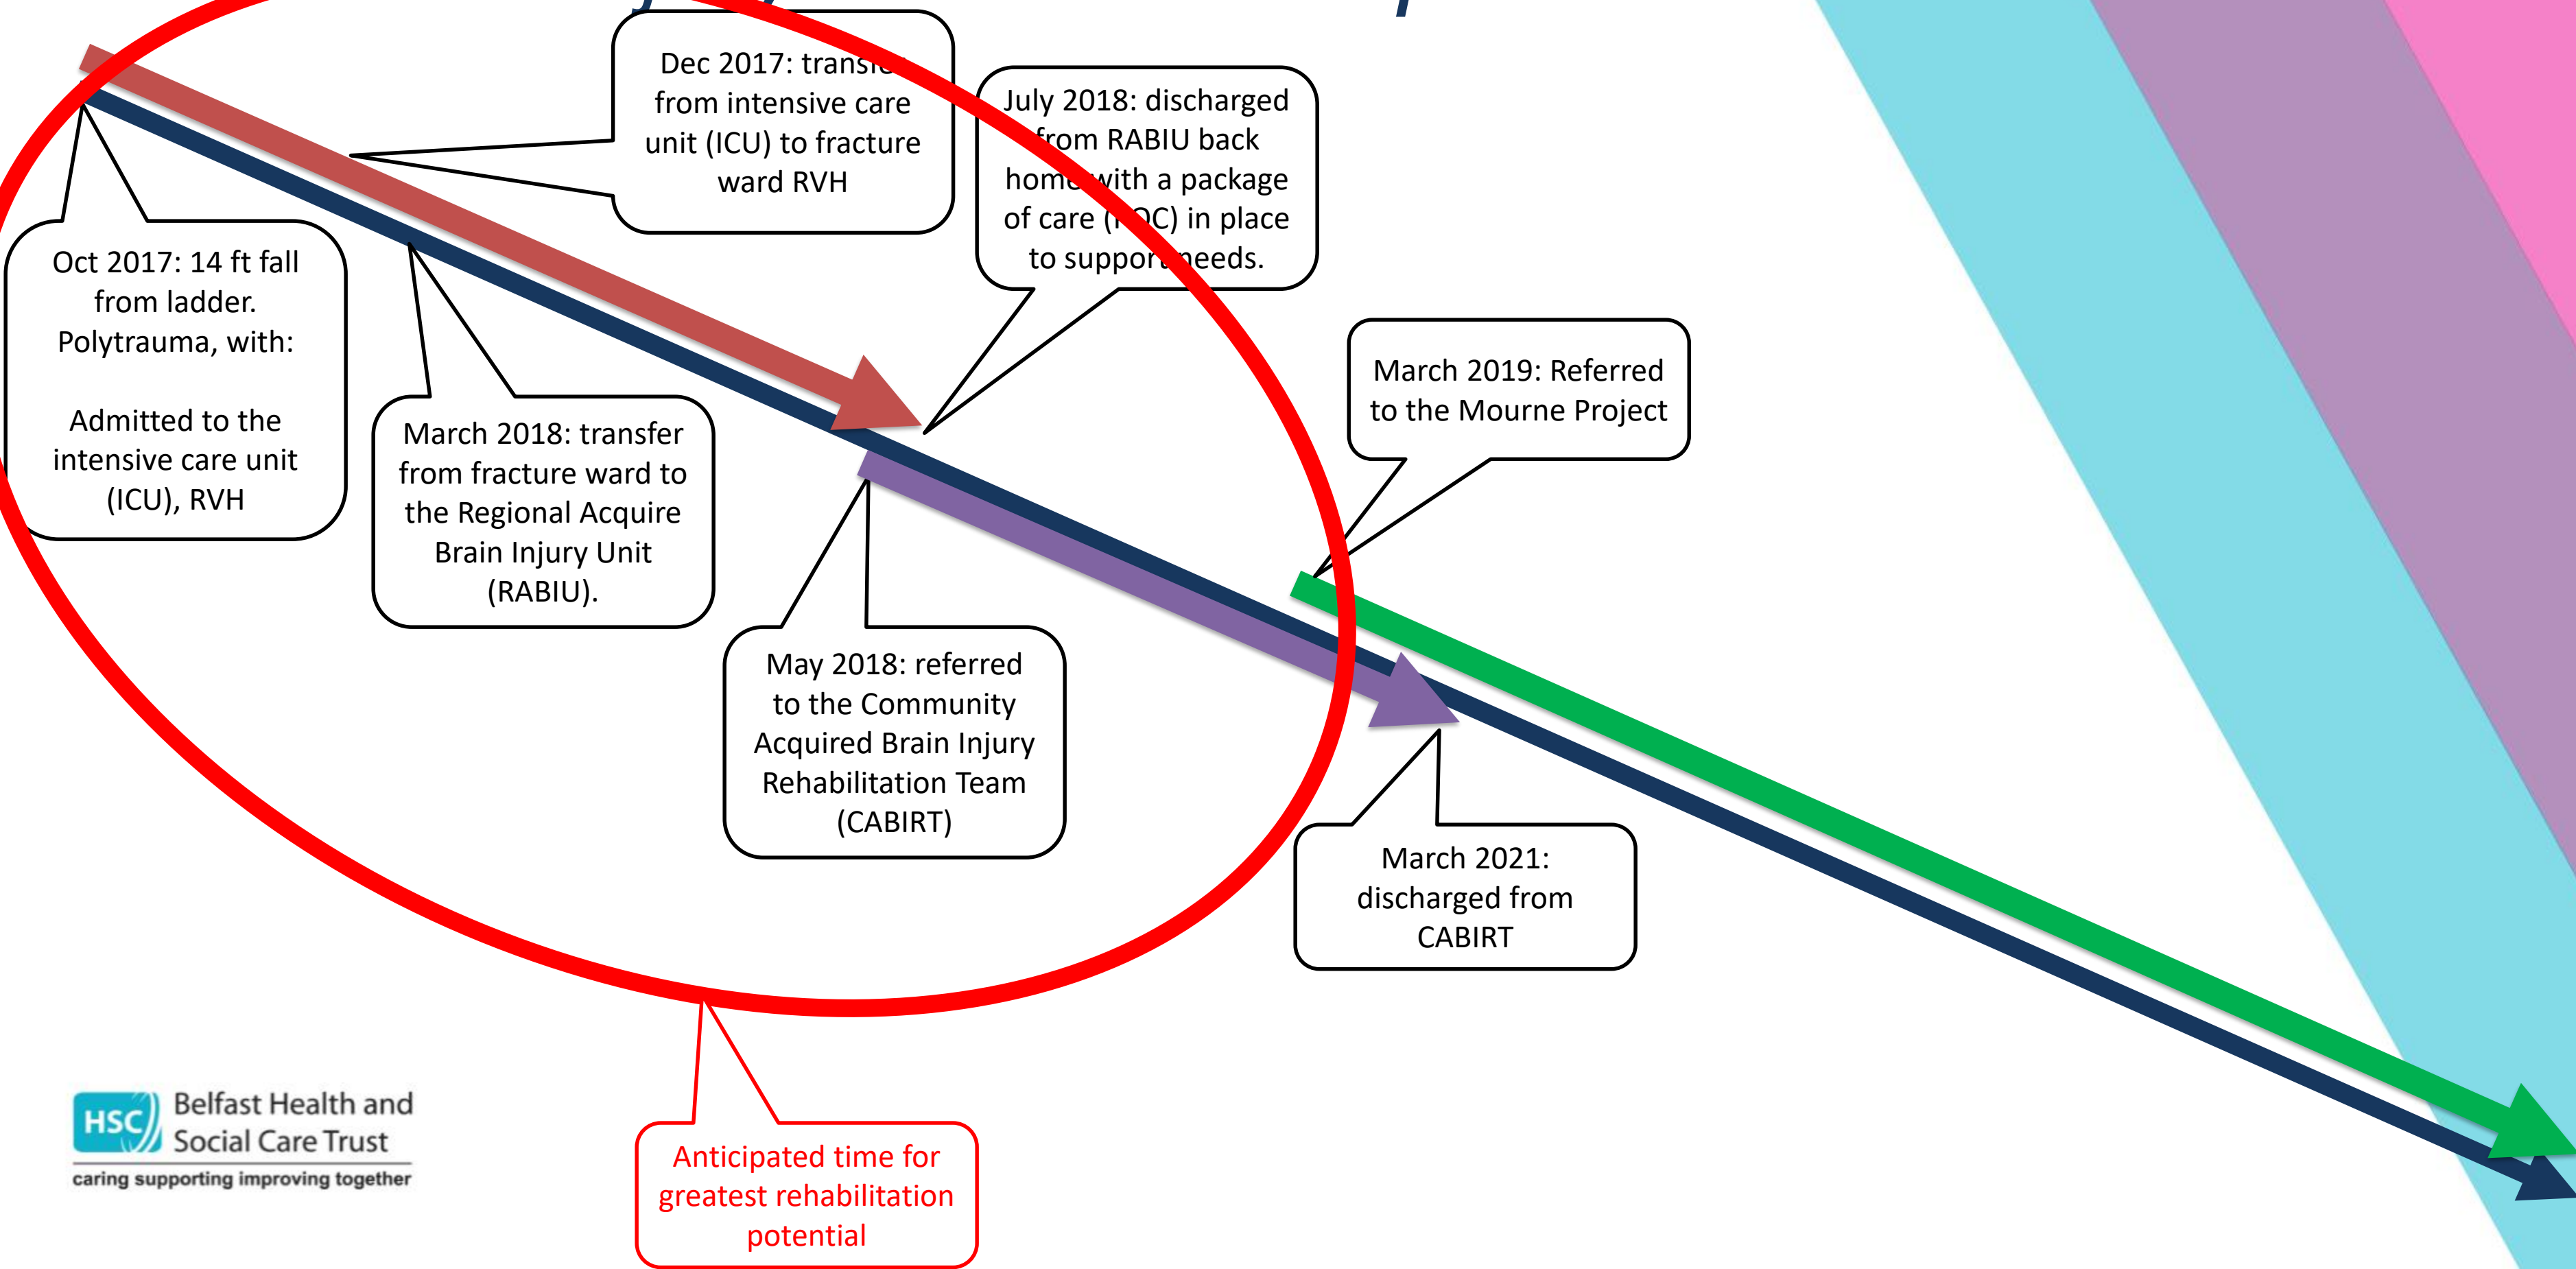 Dec 2017: transfer
from intensive care
unit (ICU) to fracture
ward RVH
July 2018: discharged
from RABIU back
home with a package
of care (POC) in place
to support needs.
Oct 2017: 14 ft fall
from ladder.
Polytrauma, with:
Admitted to the
intensive care unit
(ICU), RVH
March 2018: transfer
from fracture ward to
the Regional Acquire
Brain Injury Unit
(RABIU).
March 2019: Referred
to the Mourne Project
May 2018: referred
to the Community
Acquired Brain Injury
Rehabilitation Team
(CABIRT)
March 2021:
discharged from
CABIRT
Anticipated time for
greatest rehabilitation
potential
HSC
Belfast Health and
Social Care Trust
caring supporting improving together